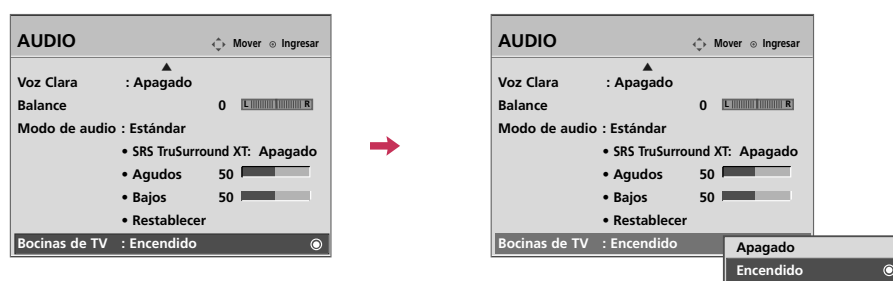 AUDIO
Mover Ingresar
Voz Clara : Apagado
Balance 0 L R
Modo de audio : Estándar
• SRS TruSurround XT: Apagado
• Agudos 50
• Bajos 50
• Restablecer
Bocinas de TV : Encendido
AUDIO
Mover Ingresar
Voz Clara : Apagado
Balance 0 L R
Modo de audio : Estándar
• SRS TruSurround XT: Apagado
• Agudos 50
• Bajos 50
• Restablecer
Bocinas de TV : Encendido
Apagado
Encendido